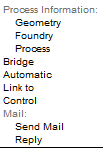 Process Information:
Geometry
Foundry
Process
Bridge
Automatic
Link to
Control
Mail:
Send Mail
Reply